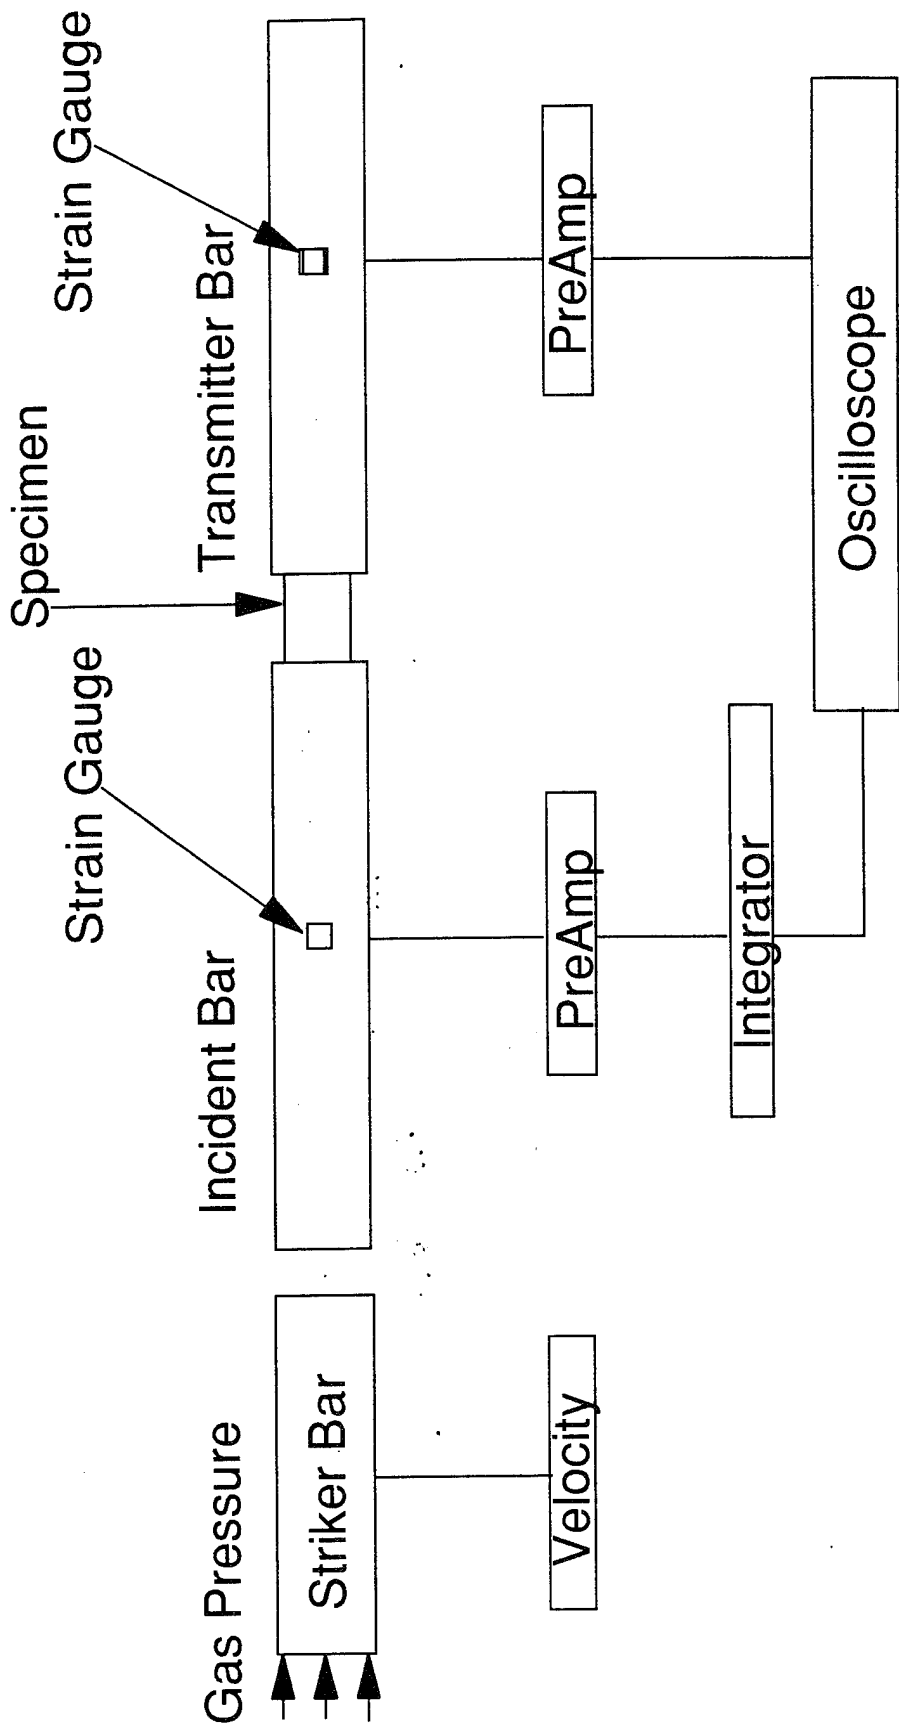 Gas Pressure
Striker Bar
Velocity
Incident Bar
Strain Gauge
PreAmp
Integrator
Specimen
Transmitter Bar
Strain Gauge
PreAmp
Oscilloscope